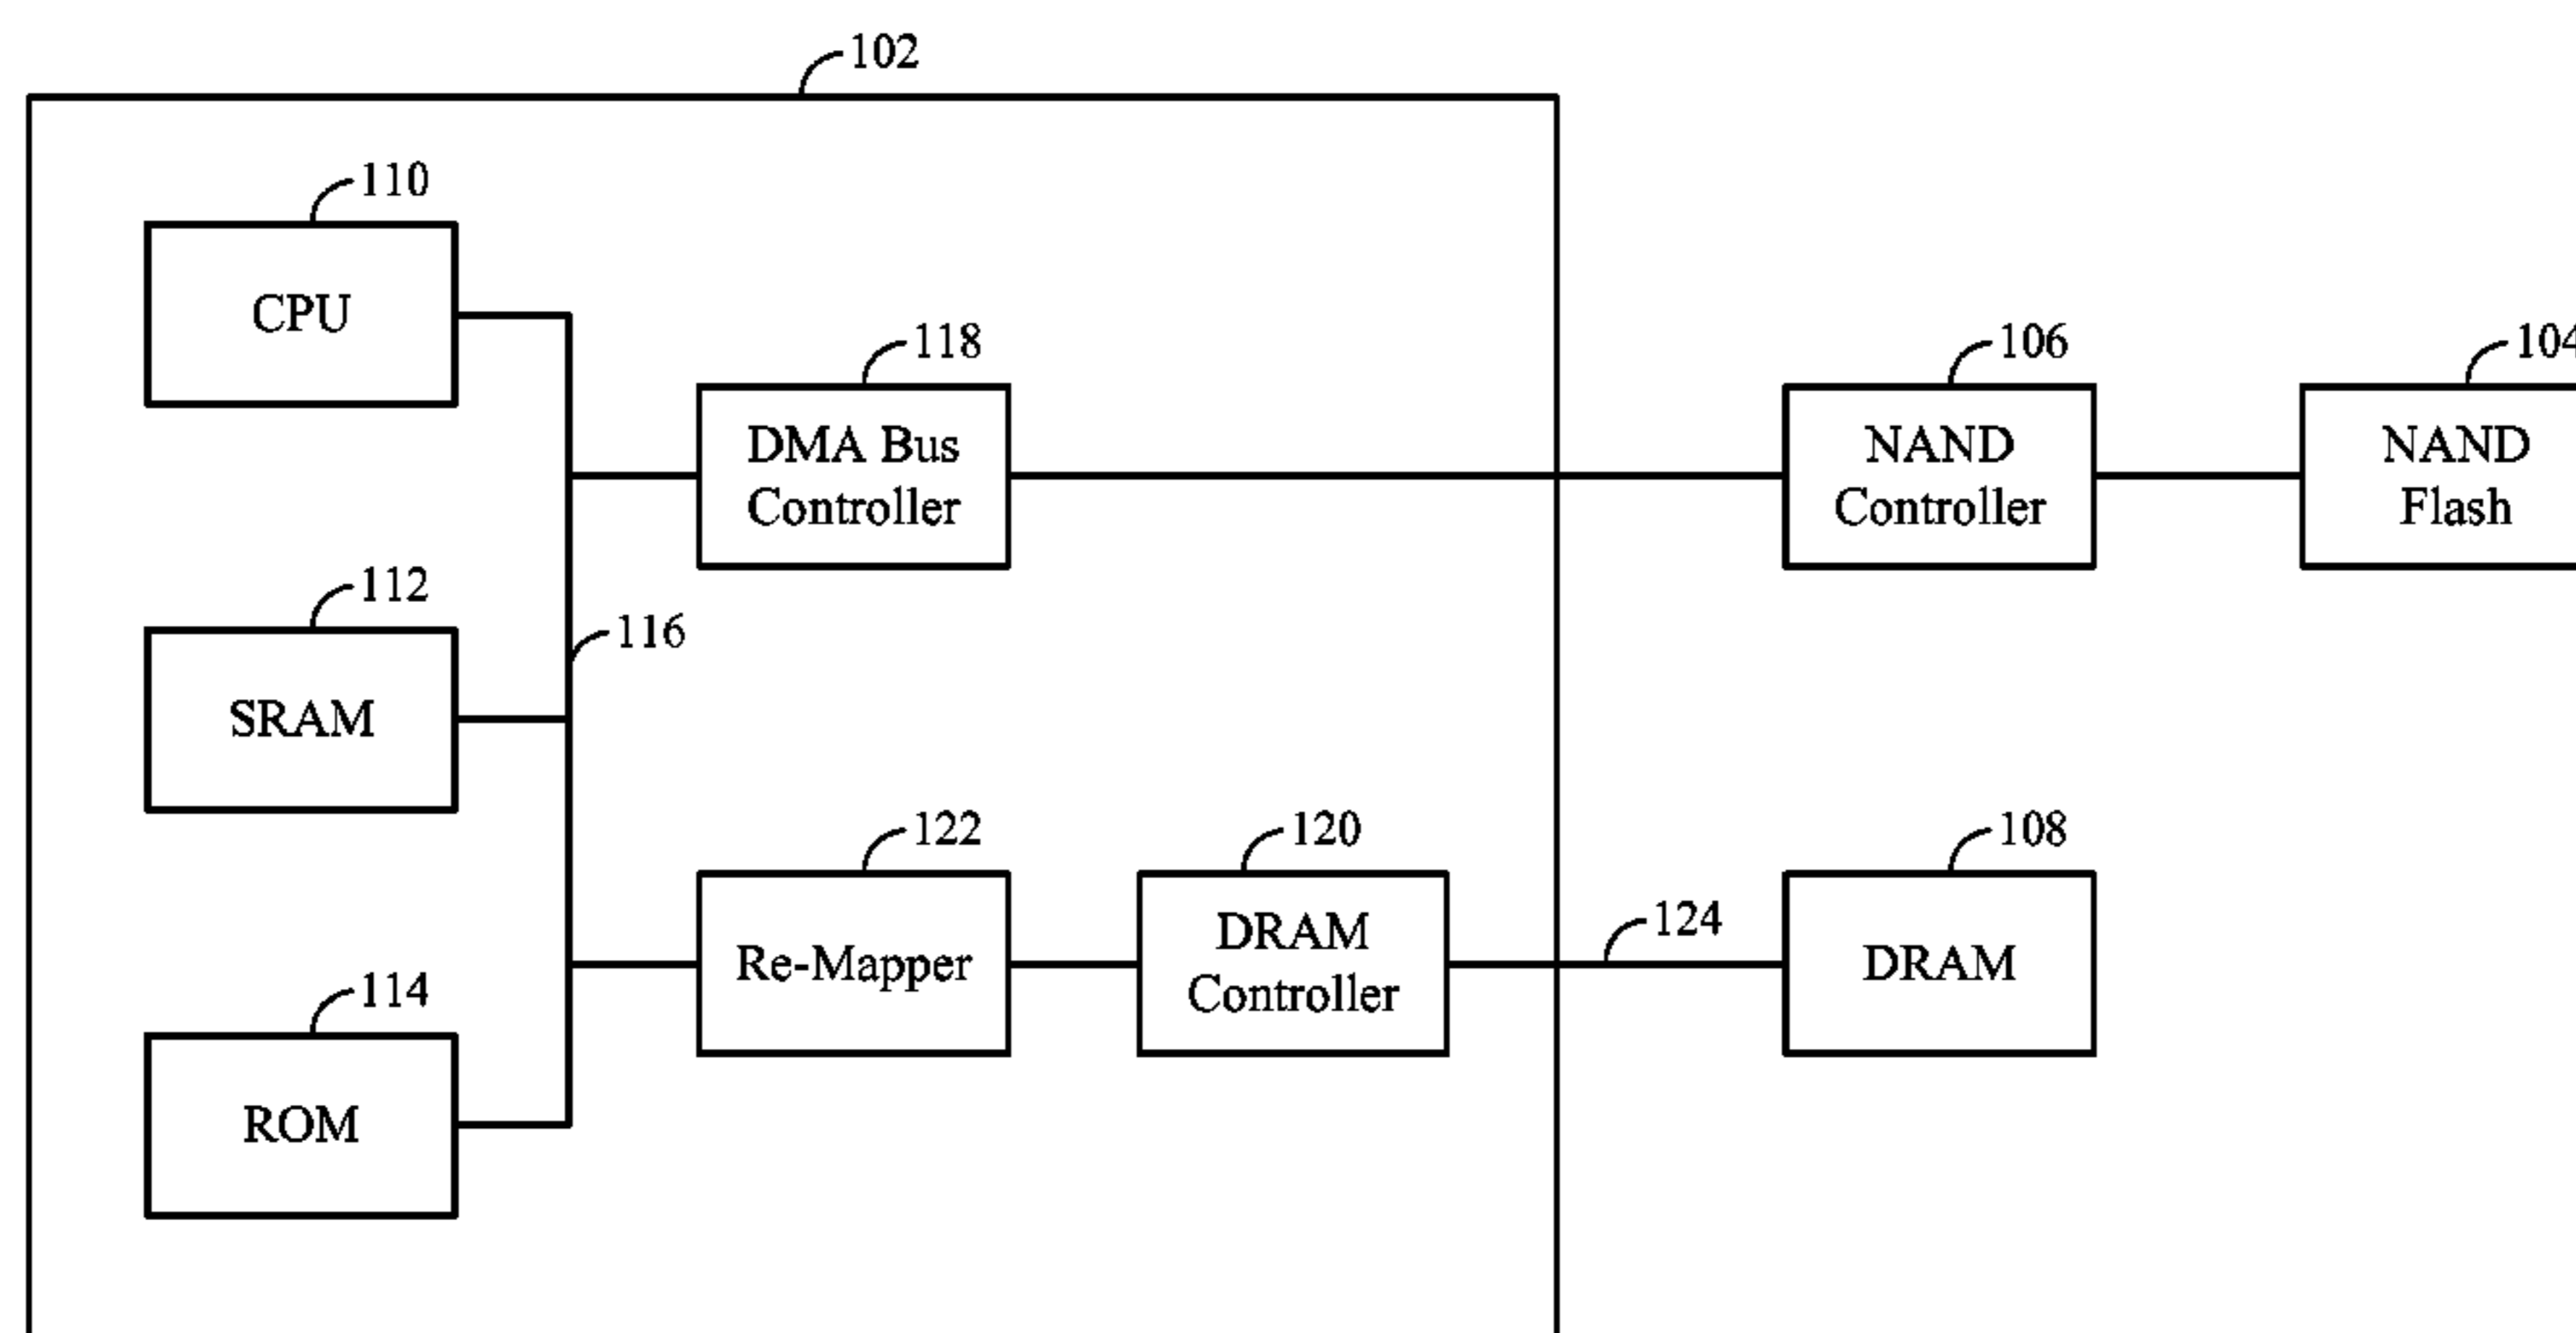 102
110
CPU
118
DMA Bus
Controller
106
NAND
Controller
104
NAND
Flash
112
SRAM
116
122
Re-Mapper
120
DRAM
Controller
124
108
DRAM
114
ROM